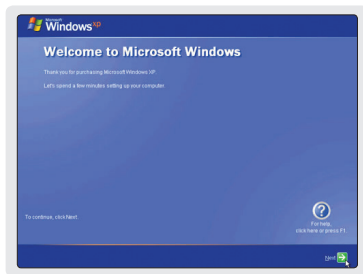 Microsoft
Windows xp
Welcome to Microsoft Windows
Thank you for purchasing Microsoft Windows XP.
Let's spend a few minutes setting up your computer.
To continue, click Next.
For help,
click here or press F1.
Next